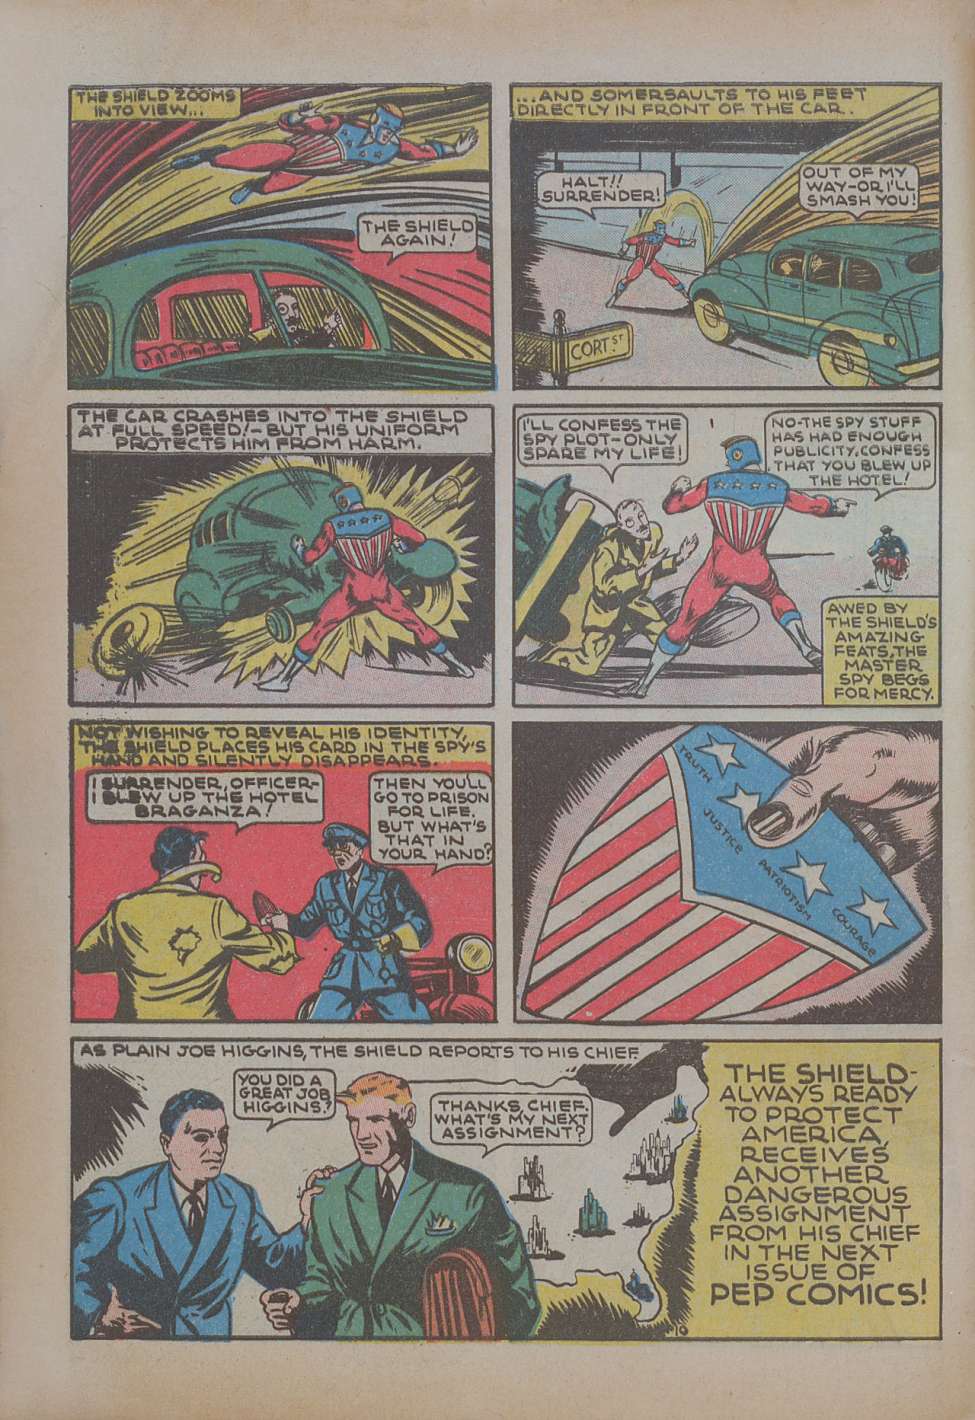 THE SHIELD ZOOMS
INTO VIEW...
THE SHIELD
AGAIN!
...AND SOMERSAULTS TO HIS FEET
DIRECTLY IN FRONT OF THE CAR.
HALT!!
SURRENDER!
OUT OF MY
WAY-OR I'LL
SMASH YOU!
CORT ST
THE CAR CRASHES INTO THE SHIELD
AT FULL SPEED!-BUT HIS UNIFORM
PROTECTS HIM FROM HARM.
I'LL CONFESS THE
SPY PLOT-ONLY
SPARE MY LIFE!
NO-THE SPY STUFF
HAS HAD ENOUGH
PUBLICITY, CONFESS
THAT YOU BLEW UP
THE HOTEL!
AWED BY
THE SHIELD'S
AMAZING
FEATS, THE
MASTER
SPY BEGS
FOR MERCY.
NOT WISHING TO REVEAL HIS IDENTITY,
THE SHIELD PLACES HIS CARD IN THE SPY'S
HAND AND SILENTLY DISAPPEARS.
I SURRENDER, OFFICER-
I BLEW UP THE HOTEL
BRAGANZA!
THEN YOU'LL
GO TO PRISON
FOR LIFE.
BUT WHAT'S
THAT IN
YOUR HAND?
TRUTH
JUSTICE
PATRIOTISM
COURAGE
AS PLAIN JOE HIGGINS, THE SHIELD REPORTS TO HIS CHIEF.
YOU DID A
GREAT JOB,
HIGGINS!
THANKS, CHIEF.
WHAT'S MY NEXT
ASSIGNMENT?
THE SHIELD-
ALWAYS READY
TO PROTECT
AMERICA,
RECEIVES
ANOTHER
DANGEROUS
ASSIGNMENT
FROM HIS CHIEF
IN THE NEXT
ISSUE OF
PEP COMICS!
10